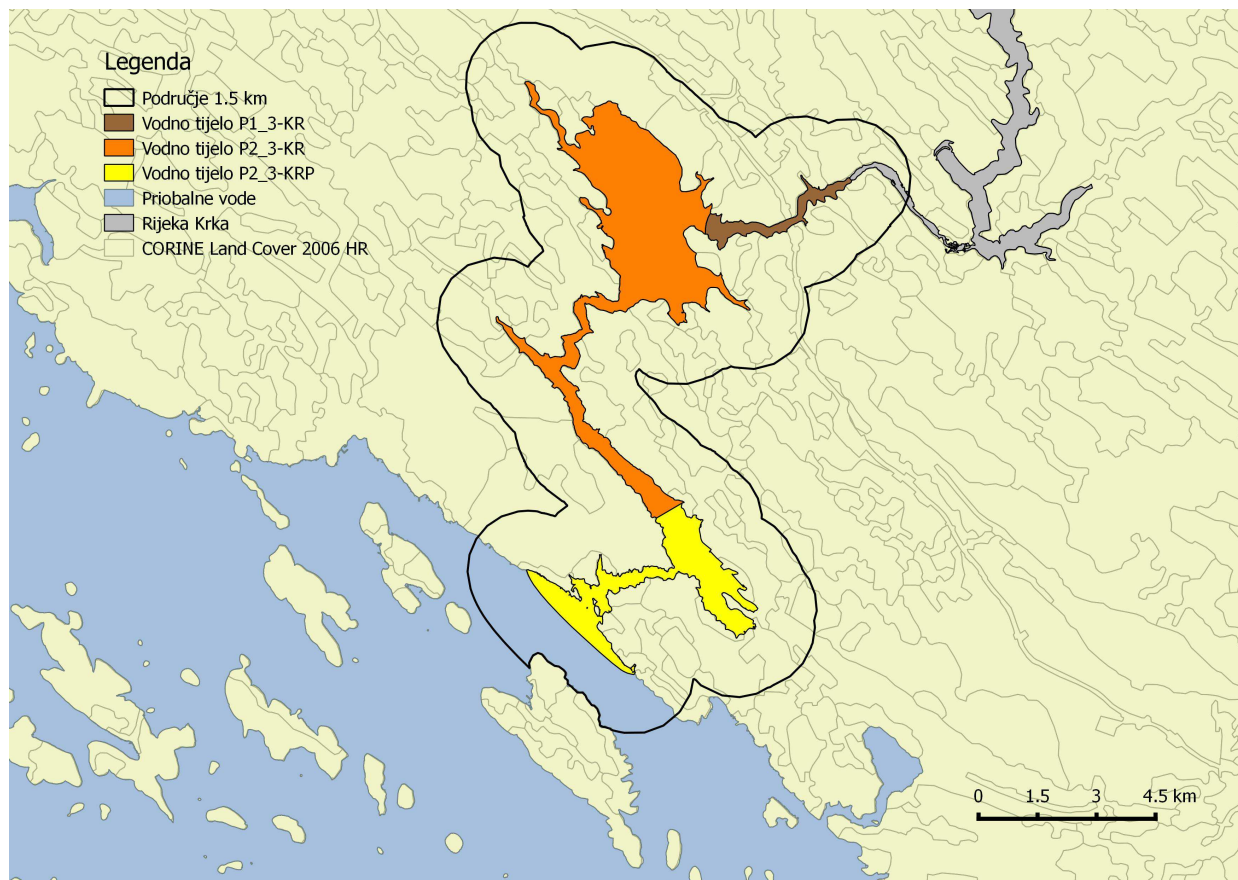 Legenda
Područje 1.5 km
Vodno tijelo P1_3-KR
Vodno tijelo P2_3-KR
Vodno tijelo P2_3-KRP
Priobalne vode
Rijeka Krka
CORINE Land Cover 2006 HR
0 1.5 3 4.5 km